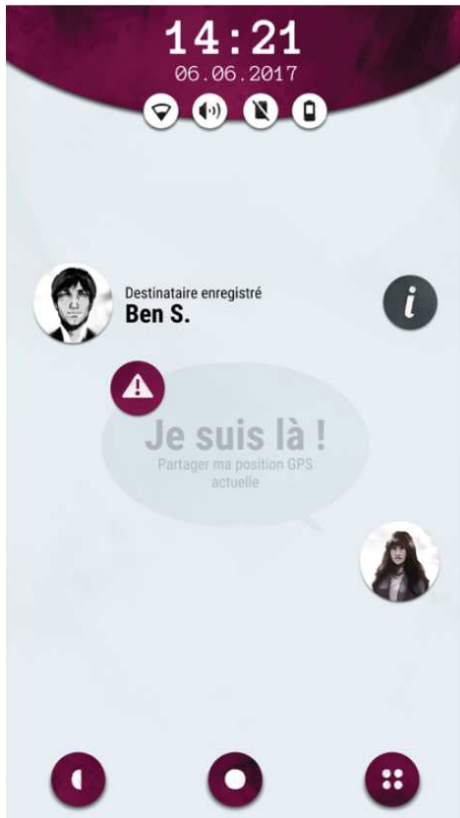 14:21
06.06.2017
Destinataire enregistré
Ben S.
i
Je suis là !
Partager ma position GPS
actuelle